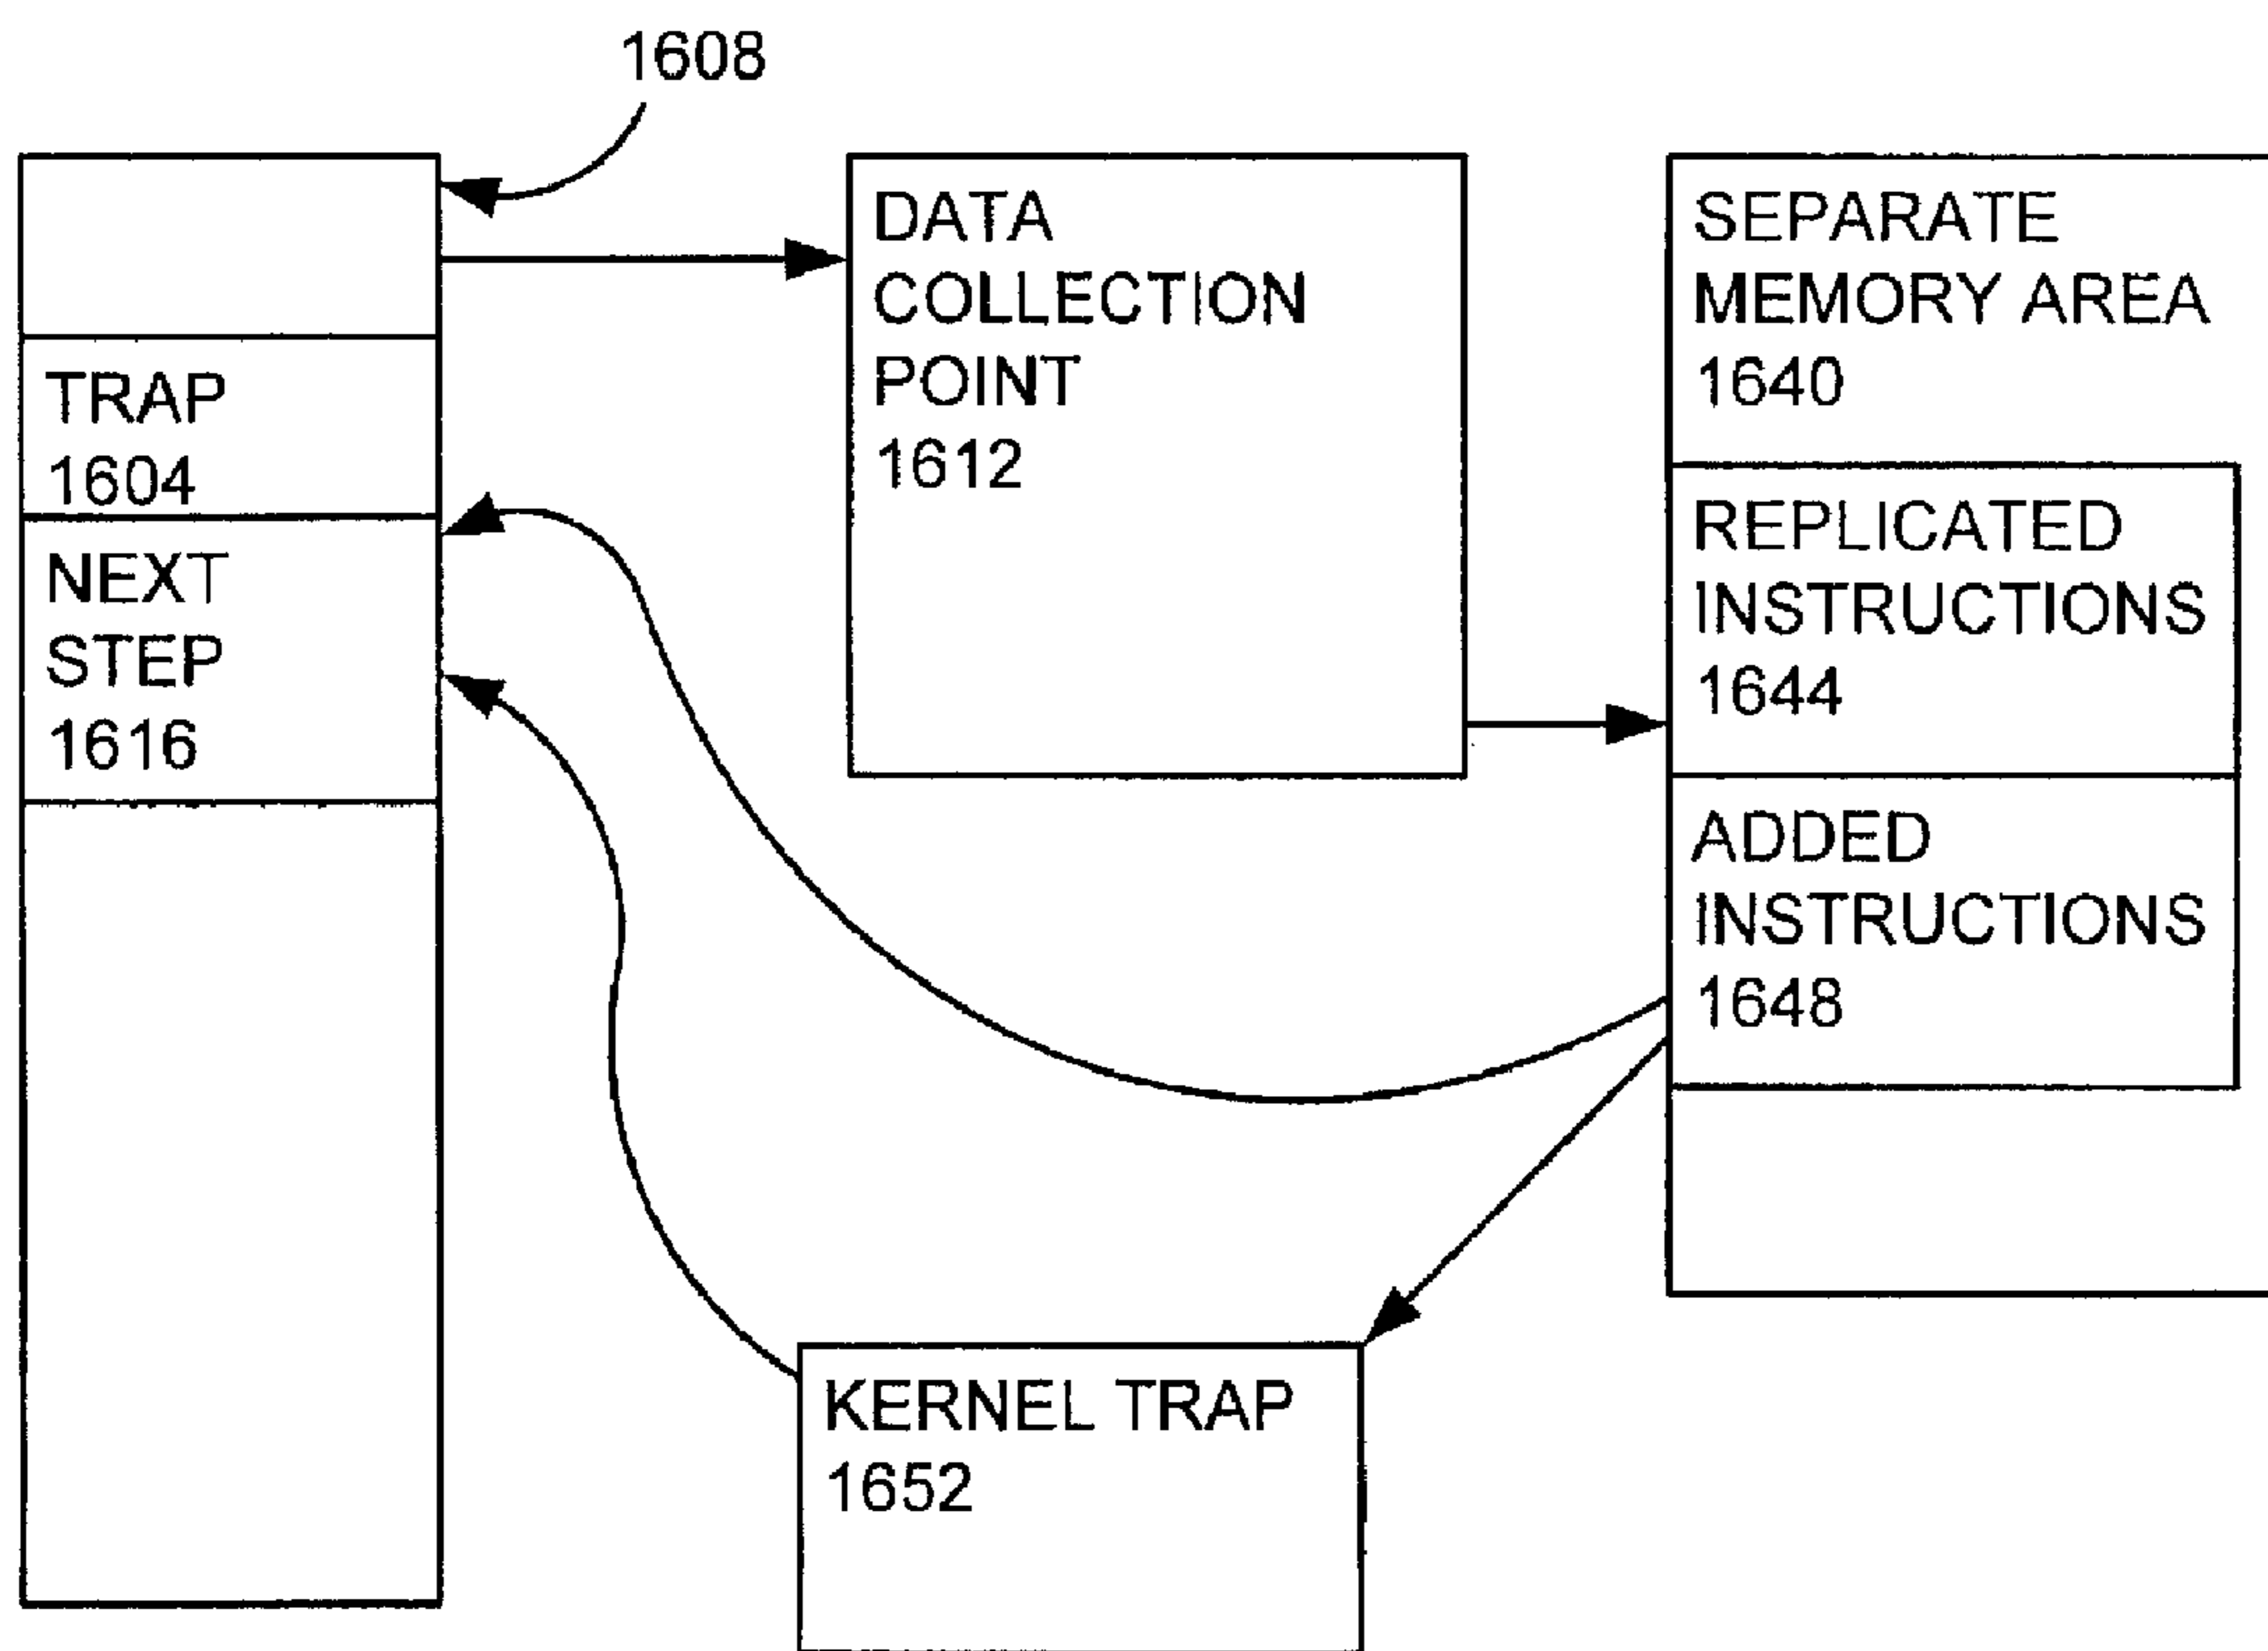 1608
TRAP
1604
NEXT
STEP
1616
DATA
COLLECTION
POINT
1612
SEPARATE
MEMORY AREA
1640
REPLICATED
INSTRUCTIONS
1644
ADDED
INSTRUCTIONS
1648
KERNEL TRAP
1652